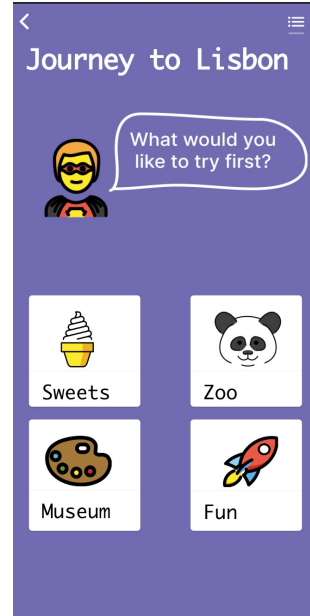 Journey to Lisbon
What would you
like to try first?
Sweets
Zoo
Museum
Fun